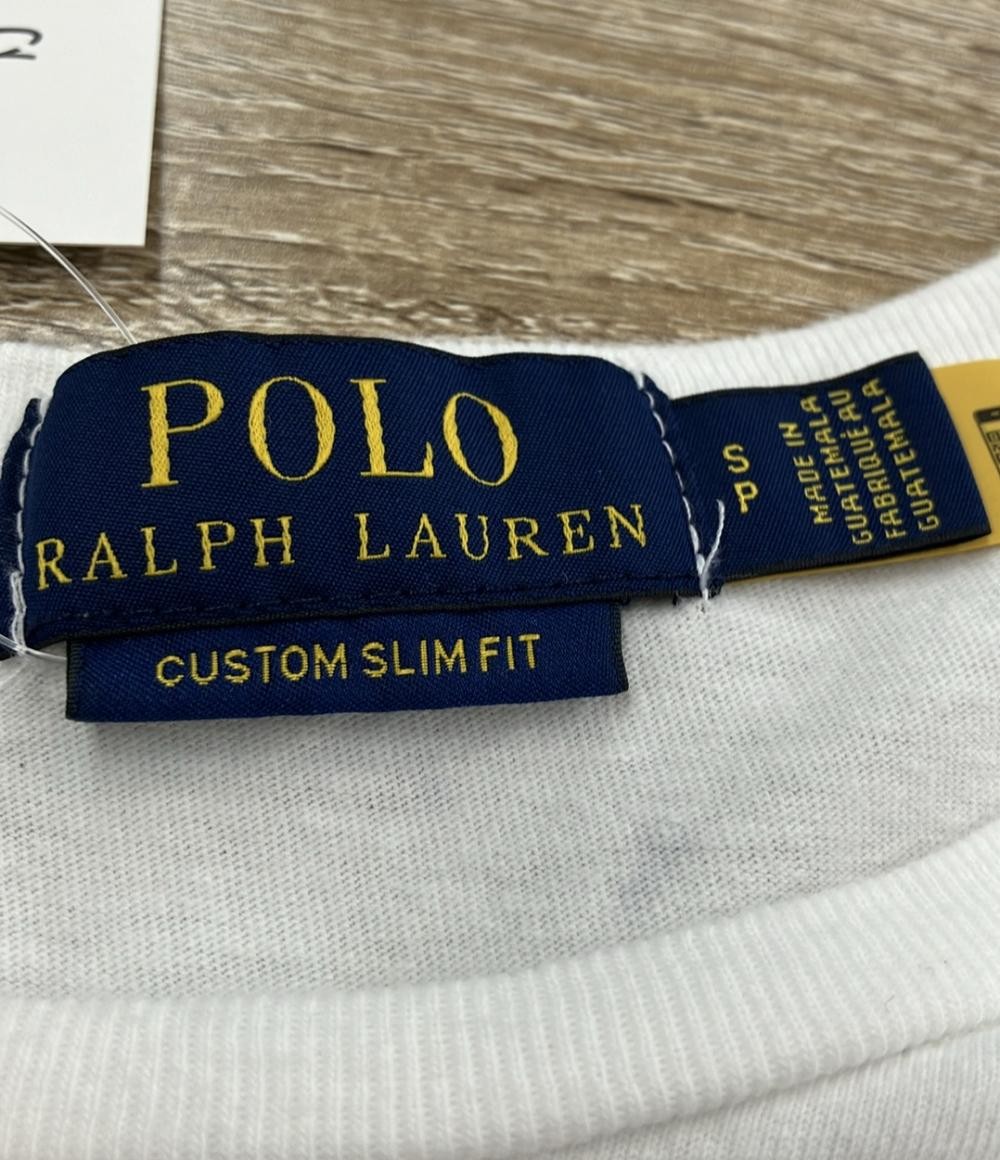 POLO
RALPH LAUREN
CUSTOM SLIM FIT
S
P
MADE IN
GUATEMALA
FABRIQUÉ AU
GUATEMALA